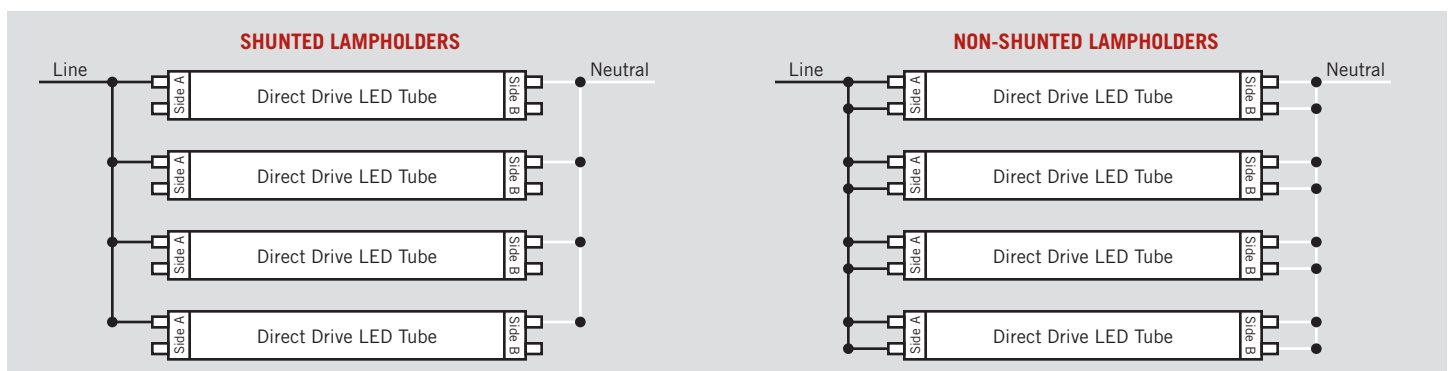 SHUNTED LAMPHOLDERS
Line
Neutral
Side A
Direct Drive LED Tube
Side B
Side A
Direct Drive LED Tube
Side B
Side A
Direct Drive LED Tube
Side B
Side A
Direct Drive LED Tube
Side B
NON-SHUNTED LAMPHOLDERS
Line
Neutral
Side A
Direct Drive LED Tube
Side B
Side A
Direct Drive LED Tube
Side B
Side A
Direct Drive LED Tube
Side B
Side A
Direct Drive LED Tube
Side B